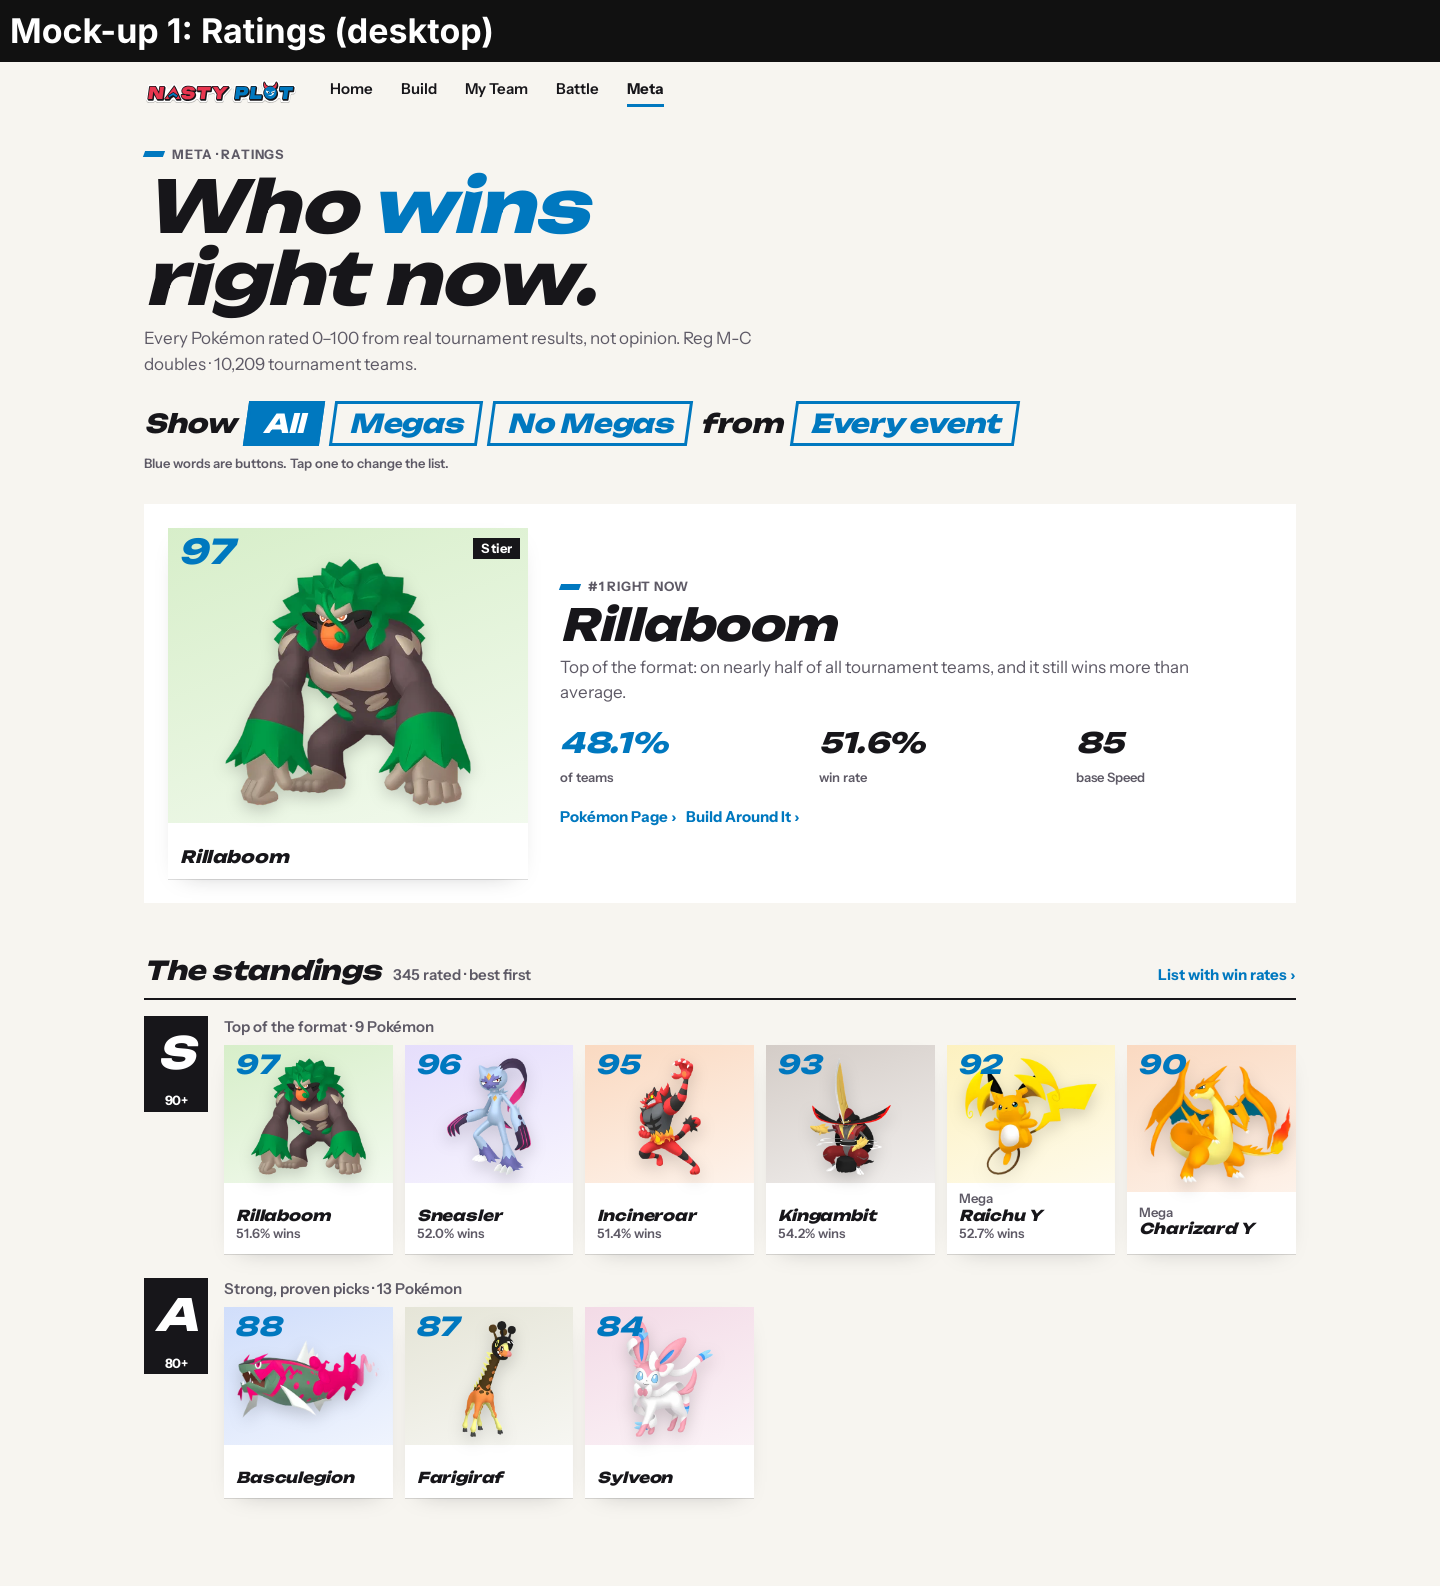 Mock-up 1: Ratings (desktop)
NASTY PLOT Home Build My Team Battle Meta
META · RATINGS
Who wins
right now.
Every Pokémon rated 0–100 from real tournament results, not opinion. Reg M-C
doubles · 10,209 tournament teams.
Show All Megas No Megas from Every event
Blue words are buttons. Tap one to change the list.
97 S tier
Rillaboom
#1 RIGHT NOW
Rillaboom
Top of the format: on nearly half of all tournament teams, and it still wins more than
average.
48.1% 51.6% 85
of teams win rate base Speed
Pokémon Page › Build Around It ›
The standings 345 rated · best first List with win rates ›
S
90+
Top of the format · 9 Pokémon
97
Rillaboom
51.6% wins
96
Sneasler
52.0% wins
95
Incineroar
51.4% wins
93
Kingambit
54.2% wins
92
Mega
Raichu Y
52.7% wins
90
Mega
Charizard Y
A
80+
Strong, proven picks · 13 Pokémon
88
Basculegion
87
Farigiraf
84
Sylveon